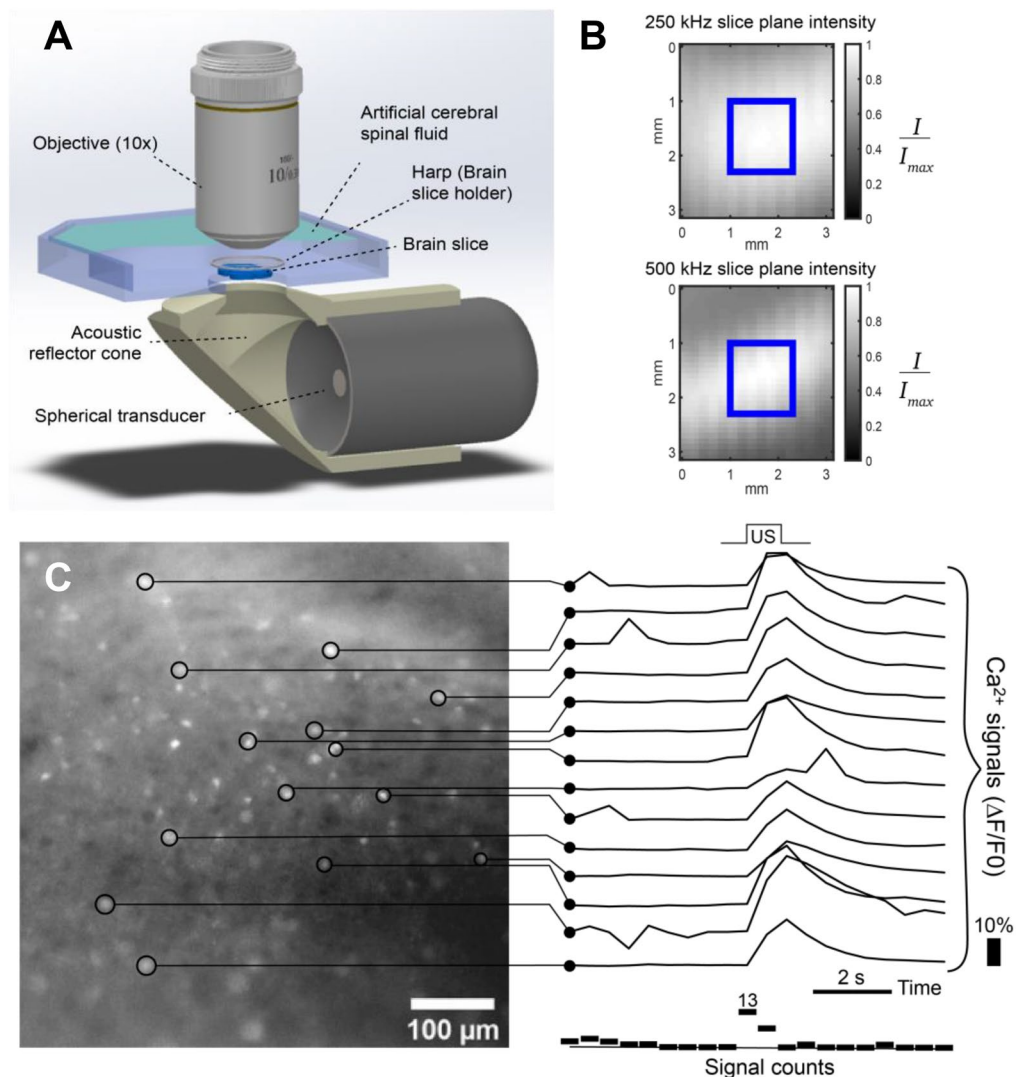 A
Objective (10x)
Artificial cerebral
spinal fluid
Harp (Brain
slice holder)
Brain slice
Acoustic
reflector cone
Spherical transducer
B
250 kHz slice plane intensity
0
1
mm
2
3
0 1 2 3
mm
1
0.8
0.6
0.4
0.2
0
I
Imax
500 kHz slice plane intensity
0
1
mm
2
3
0 1 2 3
mm
1
0.8
0.6
0.4
0.2
0
I
Imax
C
100 µm
US
Ca2+ signals (ΔF/F0)
10%
2 s
Time
13
Signal counts